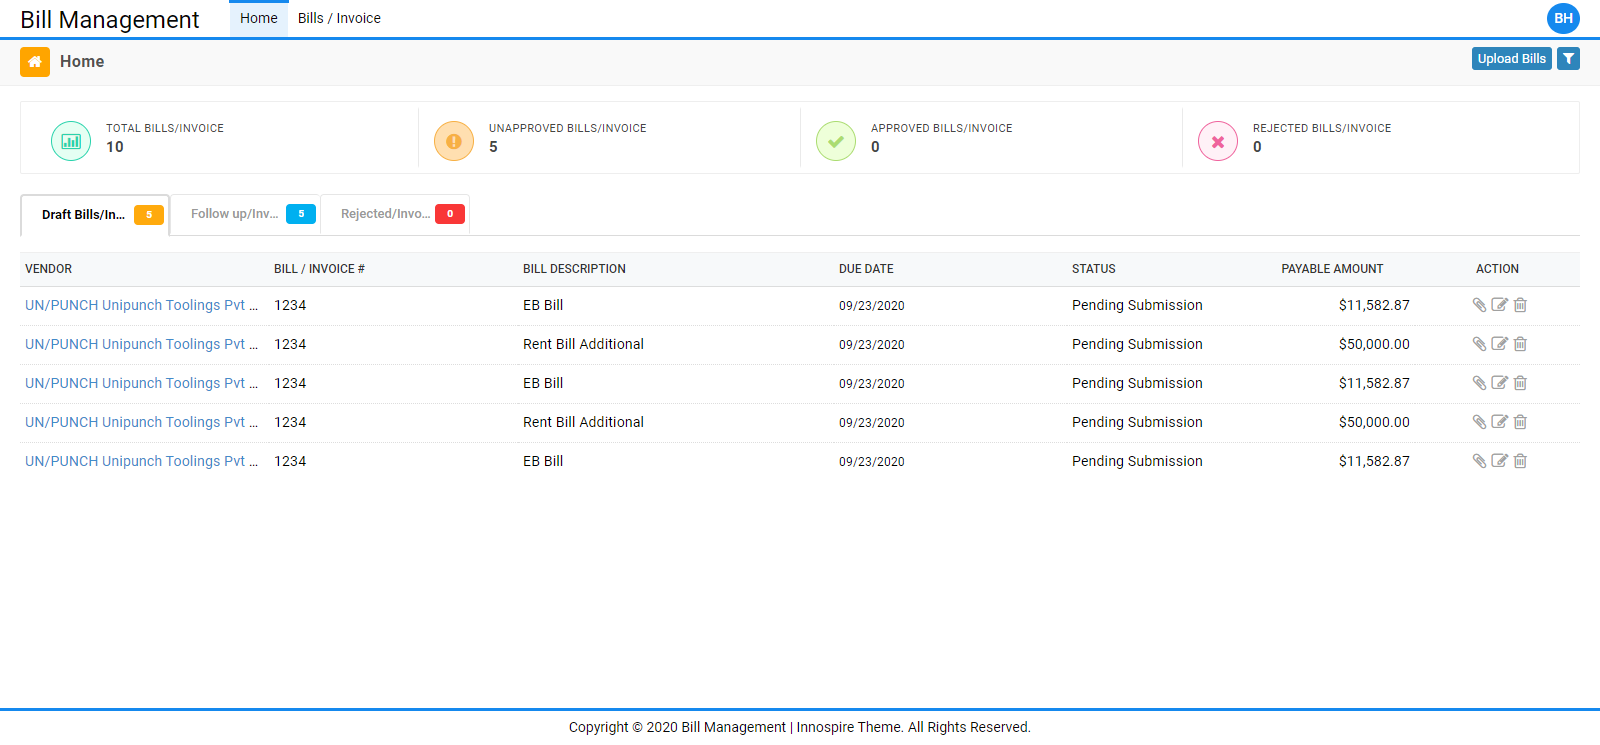 Bill Management Home Bills / Invoice BH
Home Upload Bills
TOTAL BILLS/INVOICE UNAPPROVED BILLS/INVOICE APPROVED BILLS/INVOICE REJECTED BILLS/INVOICE
10 5 0 0
Draft Bills/In... 5 Follow up/Inv... 5 Rejected/Invo... 0
VENDOR BILL / INVOICE # BILL DESCRIPTION DUE DATE STATUS PAYABLE AMOUNT ACTION
UN/PUNCH Unipunch Toolings Pvt ... 1234 EB Bill 09/23/2020 Pending Submission $11,582.87
UN/PUNCH Unipunch Toolings Pvt ... 1234 Rent Bill Additional 09/23/2020 Pending Submission $50,000.00
UN/PUNCH Unipunch Toolings Pvt ... 1234 EB Bill 09/23/2020 Pending Submission $11,582.87
UN/PUNCH Unipunch Toolings Pvt ... 1234 Rent Bill Additional 09/23/2020 Pending Submission $50,000.00
UN/PUNCH Unipunch Toolings Pvt ... 1234 EB Bill 09/23/2020 Pending Submission $11,582.87
Copyright © 2020 Bill Management | Innospire Theme. All Rights Reserved.